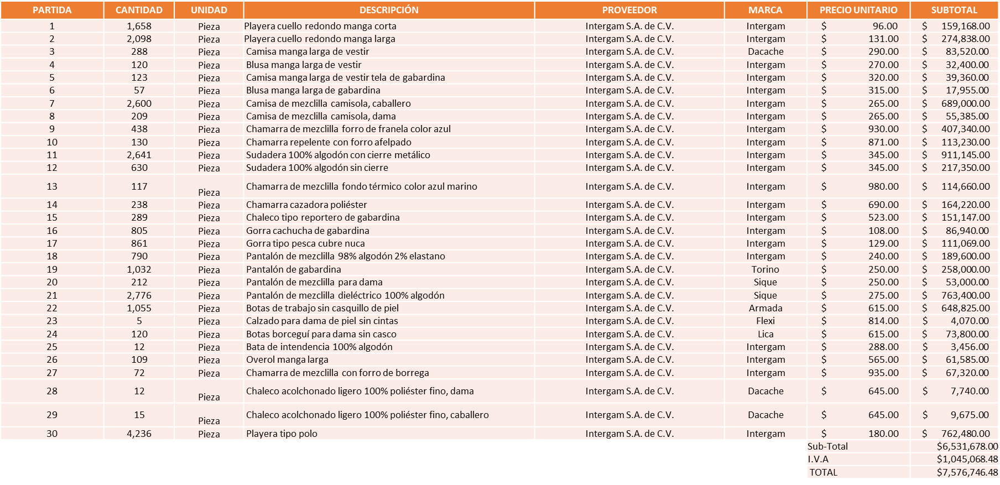 PARTIDA CANTIDAD UNIDAD DESCRIPCIÓN PROVEEDOR MARCA PRECIO UNITARIO SUBTOTAL
1 1,658 Pieza Playera cuello redondo manga corta Intergam S.A. de C.V. Intergam $ 96.00 $ 159,168.00
2 2,098 Pieza Playera cuello redondo manga larga Intergam S.A. de C.V. Intergam $ 131.00 $ 274,838.00
3 288 Pieza Camisa manga larga de vestir Intergam S.A. de C.V. Dacache $ 290.00 $ 83,520.00
4 120 Pieza Blusa manga larga de vestir Intergam S.A. de C.V. Intergam $ 270.00 $ 32,400.00
5 123 Pieza Camisa manga larga de vestir tela de gabardina Intergam S.A. de C.V. Intergam $ 320.00 $ 39,360.00
6 57 Pieza Blusa manga larga de gabardina Intergam S.A. de C.V. Intergam $ 315.00 $ 17,955.00
7 2,600 Pieza Camisa de mezclilla camisola, caballero Intergam S.A. de C.V. Intergam $ 265.00 $ 689,000.00
8 209 Pieza Camisa de mezclilla camisola, dama Intergam S.A. de C.V. Intergam $ 265.00 $ 55,385.00
9 438 Pieza Chamarra de mezclilla forro de franela color azul Intergam S.A. de C.V. Intergam $ 930.00 $ 407,340.00
10 130 Pieza Chamarra repelente con forro afelpado Intergam S.A. de C.V. Intergam $ 871.00 $ 113,230.00
11 2,641 Pieza Sudadera 100% algodón con cierre metálico Intergam S.A. de C.V. Intergam $ 345.00 $ 911,145.00
12 630 Pieza Sudadera 100% algodón sin cierre Intergam S.A. de C.V. Intergam $ 345.00 $ 217,350.00
13 117 Pieza Chamarra de mezclilla fondo térmico color azul marino Intergam S.A. de C.V. Intergam $ 980.00 $ 114,660.00
14 238 Pieza Chamarra cazadora poliéster Intergam S.A. de C.V. Intergam $ 690.00 $ 164,220.00
15 289 Pieza Chaleco tipo reportero de gabardina Intergam S.A. de C.V. Intergam $ 523.00 $ 151,147.00
16 805 Pieza Gorra cachucha de gabardina Intergam S.A. de C.V. Intergam $ 108.00 $ 86,940.00
17 861 Pieza Gorra tipo pesca cubre nuca Intergam S.A. de C.V. Intergam $ 129.00 $ 111,069.00
18 790 Pieza Pantalón de mezclilla 98% algodón 2% elastano Intergam S.A. de C.V. Intergam $ 240.00 $ 189,600.00
19 1,032 Pieza Pantalón de gabardina Intergam S.A. de C.V. Torino $ 250.00 $ 258,000.00
20 212 Pieza Pantalón de mezclilla para dama Intergam S.A. de C.V. Sique $ 250.00 $ 53,000.00
21 2,776 Pieza Pantalón de mezclilla dieléctrico 100% algodón Intergam S.A. de C.V. Sique $ 275.00 $ 763,400.00
22 1,055 Pieza Botas de trabajo sin casquillo de piel Intergam S.A. de C.V. Armada $ 615.00 $ 648,825.00
23 5 Pieza Calzado para dama de piel sin cintas Intergam S.A. de C.V. Flexi $ 814.00 $ 4,070.00
24 120 Pieza Botas borceguí para dama sin casco Intergam S.A. de C.V. Lica $ 615.00 $ 73,800.00
25 12 Pieza Bata de intendencia 100% algodón Intergam S.A. de C.V. Intergam $ 288.00 $ 3,456.00
26 109 Pieza Overol manga larga Intergam S.A. de C.V. Intergam $ 565.00 $ 61,585.00
27 72 Pieza Chamarra de mezclilla con forro de borrega Intergam S.A. de C.V. Intergam $ 935.00 $ 67,320.00
28 12 Pieza Chaleco acolchonado ligero 100% poliéster fino, dama Intergam S.A. de C.V. Dacache $ 645.00 $ 7,740.00
29 15 Pieza Chaleco acolchonado ligero 100% poliéster fino, caballero Intergam S.A. de C.V. Dacache $ 645.00 $ 9,675.00
30 4,236 Pieza Playera tipo polo Intergam S.A. de C.V. Intergam $ 180.00 $ 762,480.00
Sub-Total $6,531,678.00
I.V.A $1,045,068.48
TOTAL $7,576,746.48